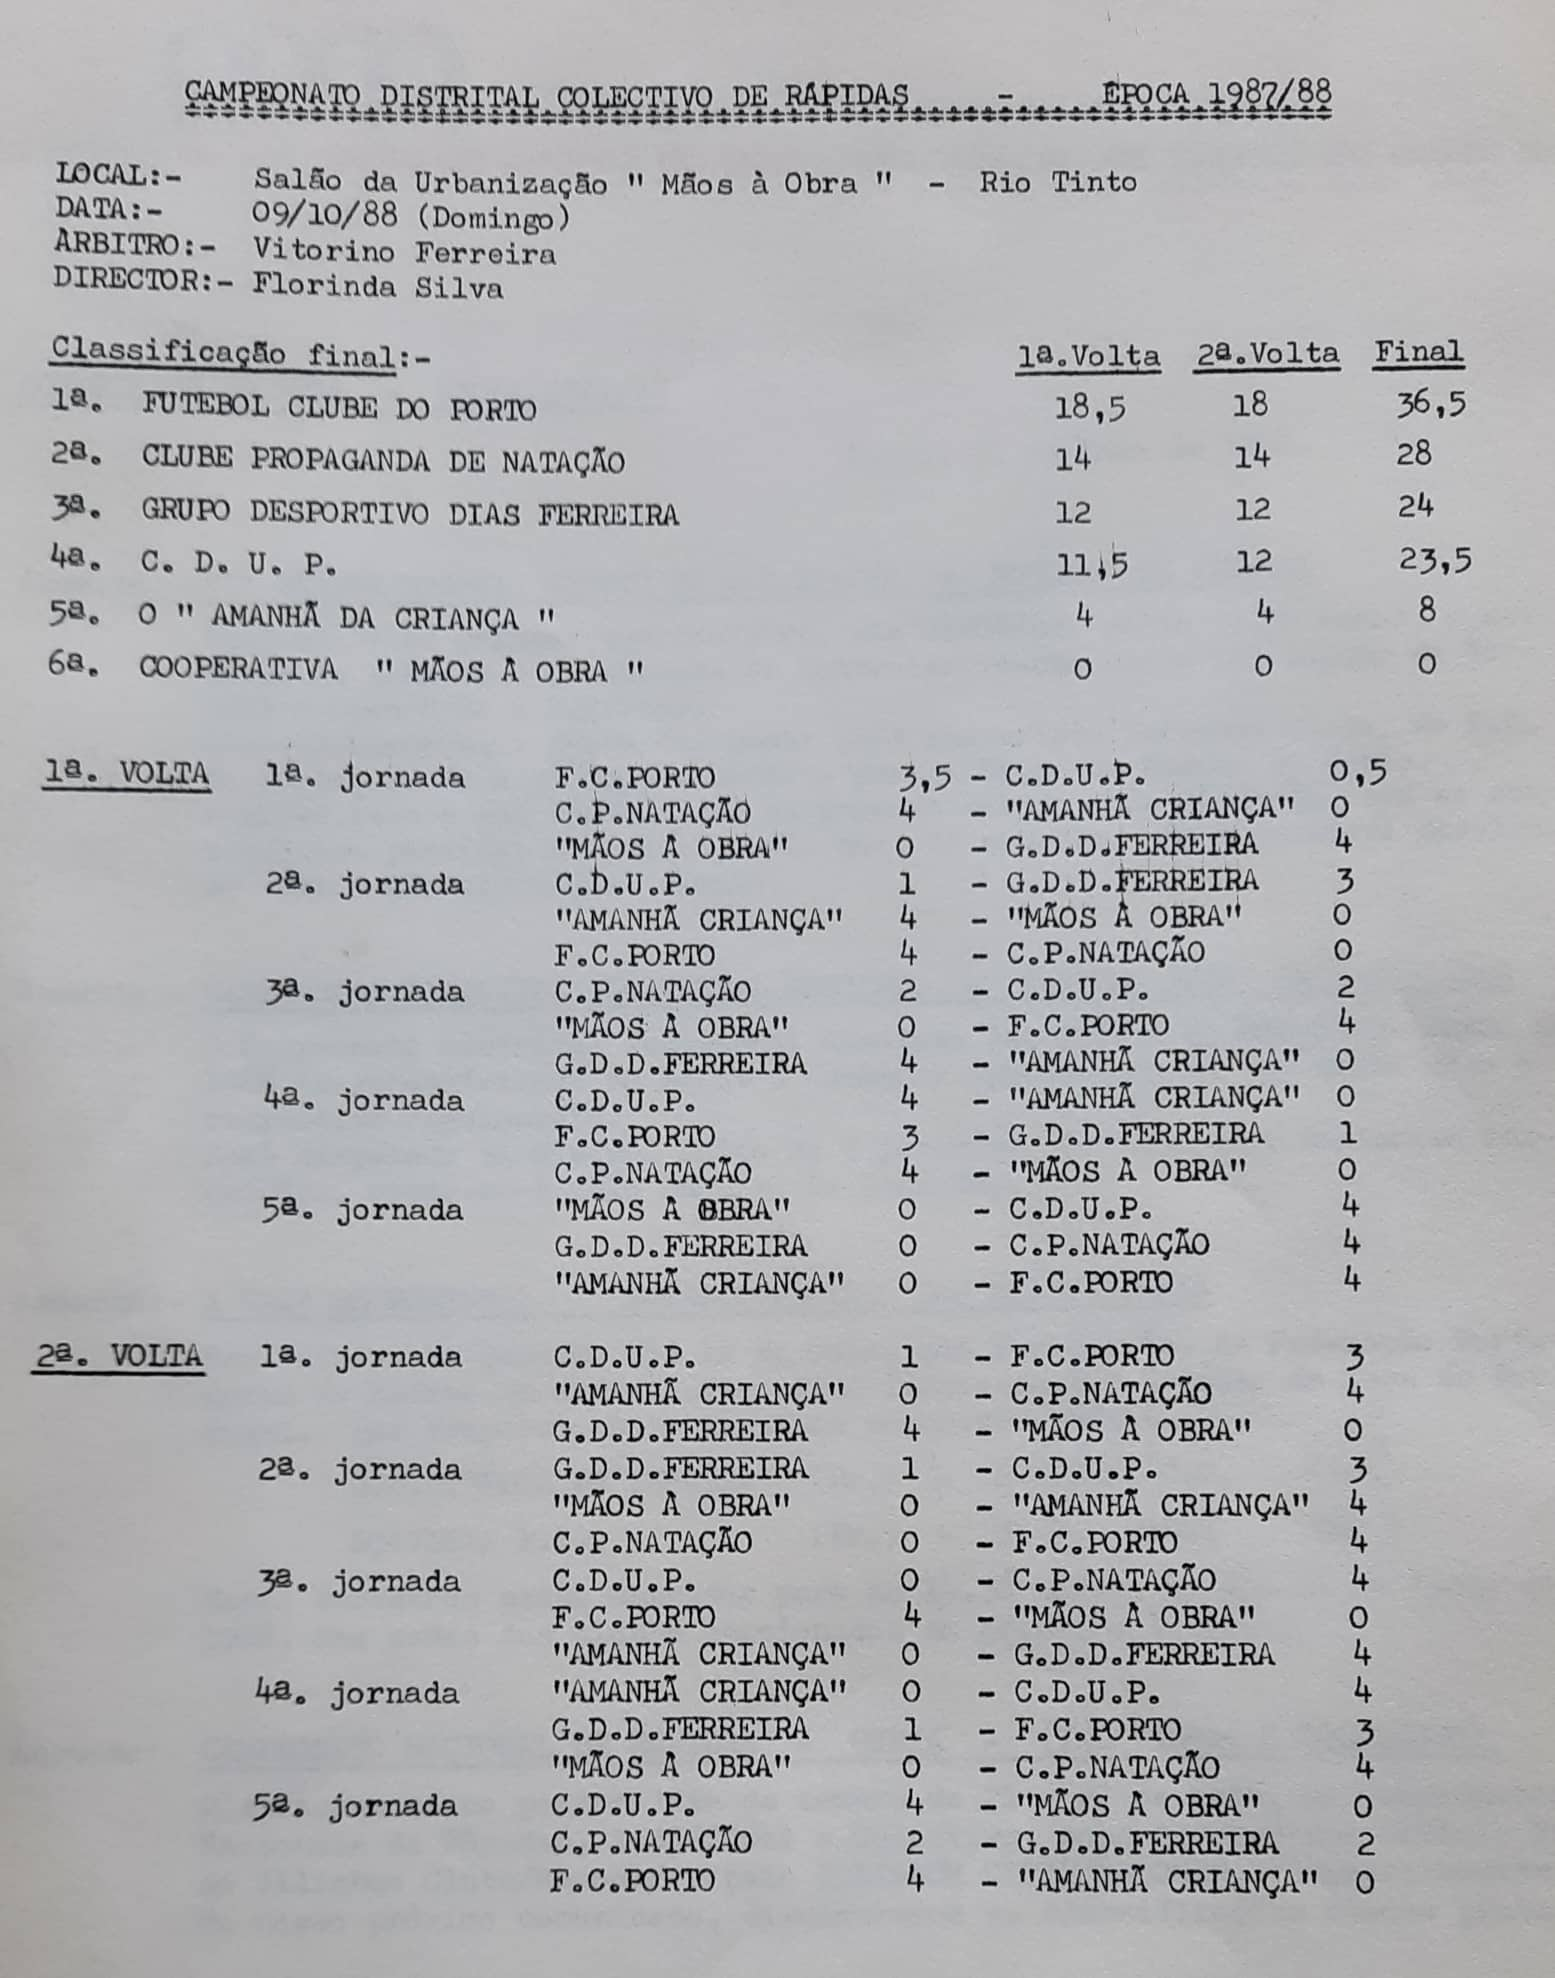 CAMPEONATO DISTRITAL COLECTIVO DE RÁPIDAS - ÉPOCA 1987/88
LOCAL:- Salão da Urbanização " Mãos à Obra " - Rio Tinto
DATA:- 09/10/88 (Domingo)
ARBITRO:- Vitorino Ferreira
DIRECTOR:- Florinda Silva
Classificação final:- 1ª.Volta 2ª.Volta Final
1ª. FUTEBOL CLUBE DO PORTO 18,5 18 36,5
2ª. CLUBE PROPAGANDA DE NATAÇÃO 14 14 28
3ª. GRUPO DESPORTIVO DIAS FERREIRA 12 12 24
4ª. C. D. U. P. 11,5 12 23,5
5ª. O " AMANHÃ DA CRIANÇA " 4 4 8
6ª. COOPERATIVA " MÃOS À OBRA " 0 0 0
1ª. VOLTA 1ª. jornada F.C.PORTO 3,5 - C.D.U.P. 0,5
C.P.NATAÇÃO 4 - "AMANHÃ CRIANÇA" 0
"MÃOS À OBRA" 0 - G.D.D.FERREIRA 4
2ª. jornada C.D.U.P. 1 - G.D.D.FERREIRA 3
"AMANHÃ CRIANÇA" 4 - "MÃOS À OBRA" 0
F.C.PORTO 4 - C.P.NATAÇÃO 0
3ª. jornada C.P.NATAÇÃO 2 - C.D.U.P. 2
"MÃOS À OBRA" 0 - F.C.PORTO 4
G.D.D.FERREIRA 4 - "AMANHÃ CRIANÇA" 0
4ª. jornada C.D.U.P. 4 - "AMANHÃ CRIANÇA" 0
F.C.PORTO 3 - G.D.D.FERREIRA 1
C.P.NATAÇÃO 4 - "MÃOS À OBRA" 0
5ª. jornada "MÃOS À OBRA" 0 - C.D.U.P. 4
G.D.D.FERREIRA 0 - C.P.NATAÇÃO 4
"AMANHÃ CRIANÇA" 0 - F.C.PORTO 4
2ª. VOLTA 1ª. jornada C.D.U.P. 1 - F.C.PORTO 3
"AMANHÃ CRIANÇA" 0 - C.P.NATAÇÃO 4
G.D.D.FERREIRA 4 - "MÃOS À OBRA" 0
2ª. jornada G.D.D.FERREIRA 1 - C.D.U.P. 3
"MÃOS À OBRA" 0 - "AMANHÃ CRIANÇA" 4
C.P.NATAÇÃO 0 - F.C.PORTO 4
3ª. jornada C.D.U.P. 0 - C.P.NATAÇÃO 4
F.C.PORTO 4 - "MÃOS À OBRA" 0
"AMANHÃ CRIANÇA" 0 - G.D.D.FERREIRA 4
4ª. jornada "AMANHÃ CRIANÇA" 0 - C.D.U.P. 4
G.D.D.FERREIRA 1 - F.C.PORTO 3
"MÃOS À OBRA" 0 - C.P.NATAÇÃO 4
5ª. jornada C.D.U.P. 4 - "MÃOS À OBRA" 0
C.P.NATAÇÃO 2 - G.D.D.FERREIRA 2
F.C.PORTO 4 - "AMANHÃ CRIANÇA" 0